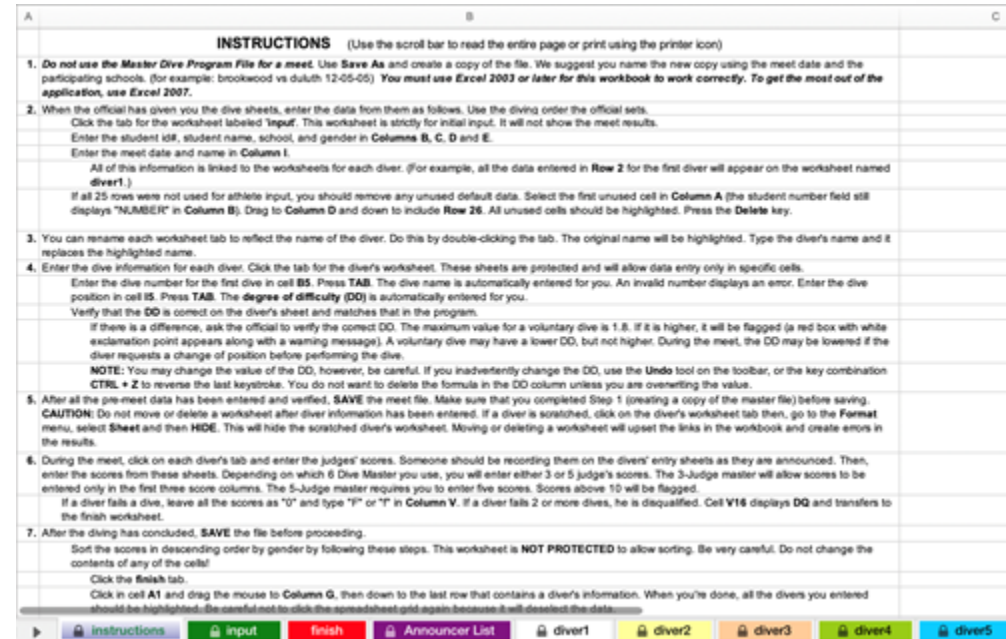 A B C
INSTRUCTIONS (Use the scroll bar to read the entire page or print using the printer icon)
1. Do not use the Master Dive Program File for a meet. Use Save As and create a copy of the file. We suggest you name the new copy using the meet date and the
participating schools. (for example: brookwood vs duluth 12-05-05) You must use Excel 2003 or later for this workbook to work correctly. To get the most out of the
application, use Excel 2007.
2. When the official has given you the dive sheets, enter the data from them as follows. Use the diving order the official sets.
Click the tab for the worksheet labeled 'input'. This worksheet is strictly for initial input. It will not show the meet results.
Enter the student id#, student name, school, and gender in Columns B, C, D and E.
Enter the meet date and name in Column I.
All of this information is linked to the worksheets for each diver. (For example, all the data entered in Row 2 for the first diver will appear on the worksheet named
diver1.)
If all 25 rows were not used for athlete input, you should remove any unused default data. Select the first unused cell in Column A (the student number field still
displays "NUMBER" in Column B). Drag to Column D and down to include Row 26. All unused cells should be highlighted. Press the Delete key.
3. You can rename each worksheet tab to reflect the name of the diver. Do this by double-clicking the tab. The original name will be highlighted. Type the diver's name and it
replaces the highlighted name.
4. Enter the dive information for each diver. Click the tab for the diver's worksheet. These sheets are protected and will allow data entry only in specific cells.
Enter the dive number for the first dive in cell B5. Press TAB. The dive name is automatically entered for you. An invalid number displays an error. Enter the dive
position in cell I5. Press TAB. The degree of difficulty (DD) is automatically entered for you.
Verify that the DD is correct on the diver's sheet and matches that in the program.
If there is a difference, ask the official to verify the correct DD. The maximum value for a voluntary dive is 1.8. If it is higher, it will be flagged (a red box with white
exclamation point appears along with a warning message). A voluntary dive may have a lower DD, but not higher. During the meet, the DD may be lowered if the
diver requests a change of position before performing the dive.
NOTE: You may change the value of the DD, however, be careful. If you inadvertently change the DD, use the Undo tool on the toolbar, or the key combination
CTRL + Z to reverse the last keystroke. You do not want to delete the formula in the DD column unless you are overwriting the value.
5. After all the pre-meet data has been entered and verified, SAVE the meet file. Make sure that you completed Step 1 (creating a copy of the master file) before saving.
CAUTION: Do not move or delete a worksheet after diver information has been entered. If a diver is scratched, click on the diver's worksheet tab then, go to the Format
menu, select Sheet and then HIDE. This will hide the scratched diver's worksheet. Moving or deleting a worksheet will upset the links in the workbook and create errors in
the results.
6. During the meet, click on each diver's tab and enter the judges' scores. Someone should be recording them on the divers' entry sheets as they are announced. Then,
enter the scores from these sheets. Depending on which 6 Dive Master you use, you will enter either 3 or 5 judge's scores. The 3-Judge master will allow scores to be
entered only in the first three score columns. The 5-Judge master requires you to enter five scores. Scores above 10 will be flagged.
If a diver fails a dive, leave all the scores as "0" and type "F" or "f" in Column V. If a diver fails 2 or more dives, he is disqualified. Cell V16 displays DQ and transfers to
the finish worksheet.
7. After the diving has concluded, SAVE the file before proceeding.
Sort the scores in descending order by gender by following these steps. This worksheet is NOT PROTECTED to allow sorting. Be very careful. Do not change the
contents of any of the cells!
Click the finish tab.
Click in cell A1 and drag the mouse to Column G, then down to the last row that contains a diver's information. When you're done, all the divers you entered
should be highlighted. Be careful not to click the spreadsheet grid again because it will deselect the data.
instructions input finish Announcer List diver1 diver2 diver3 diver4 diver5